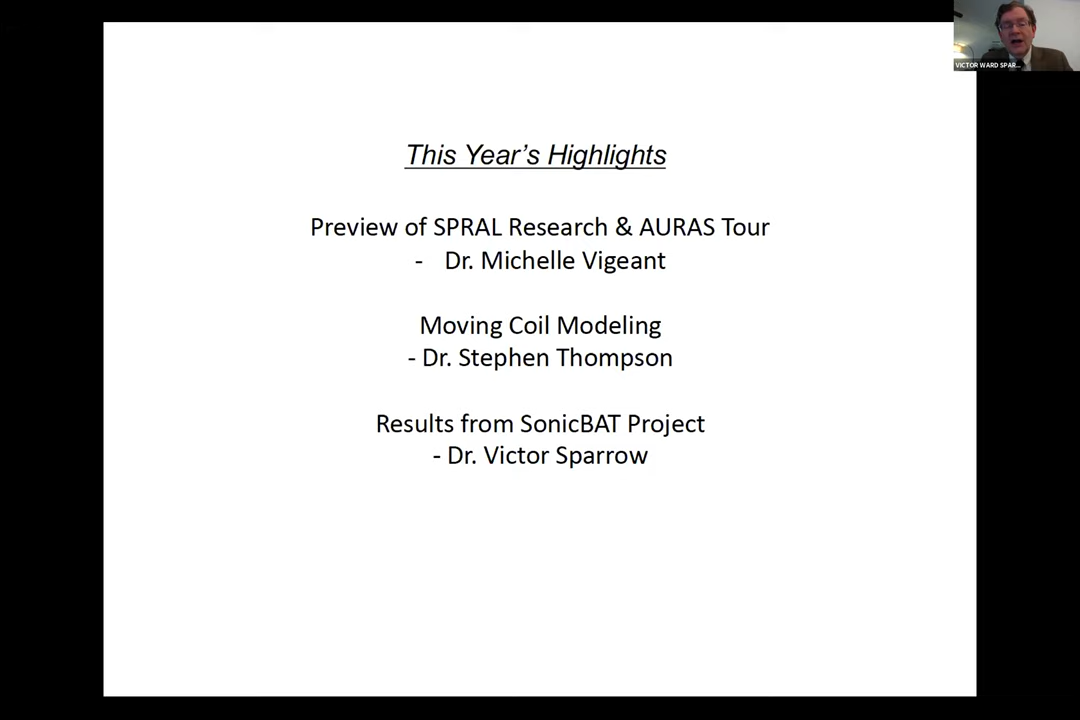 VICTOR WARD SPAR...
This Year's Highlights
Preview of SPRAL Research & AURAS Tour
- Dr. Michelle Vigeant
Moving Coil Modeling
- Dr. Stephen Thompson
Results from SonicBAT Project
- Dr. Victor Sparrow